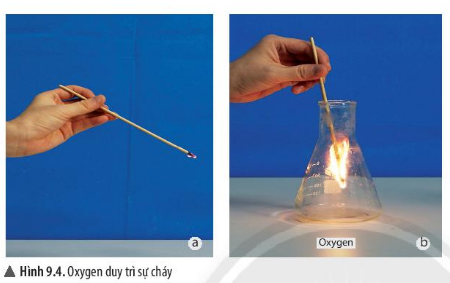 a
Oxygen
b
▲ Hình 9.4. Oxygen duy trì sự cháy